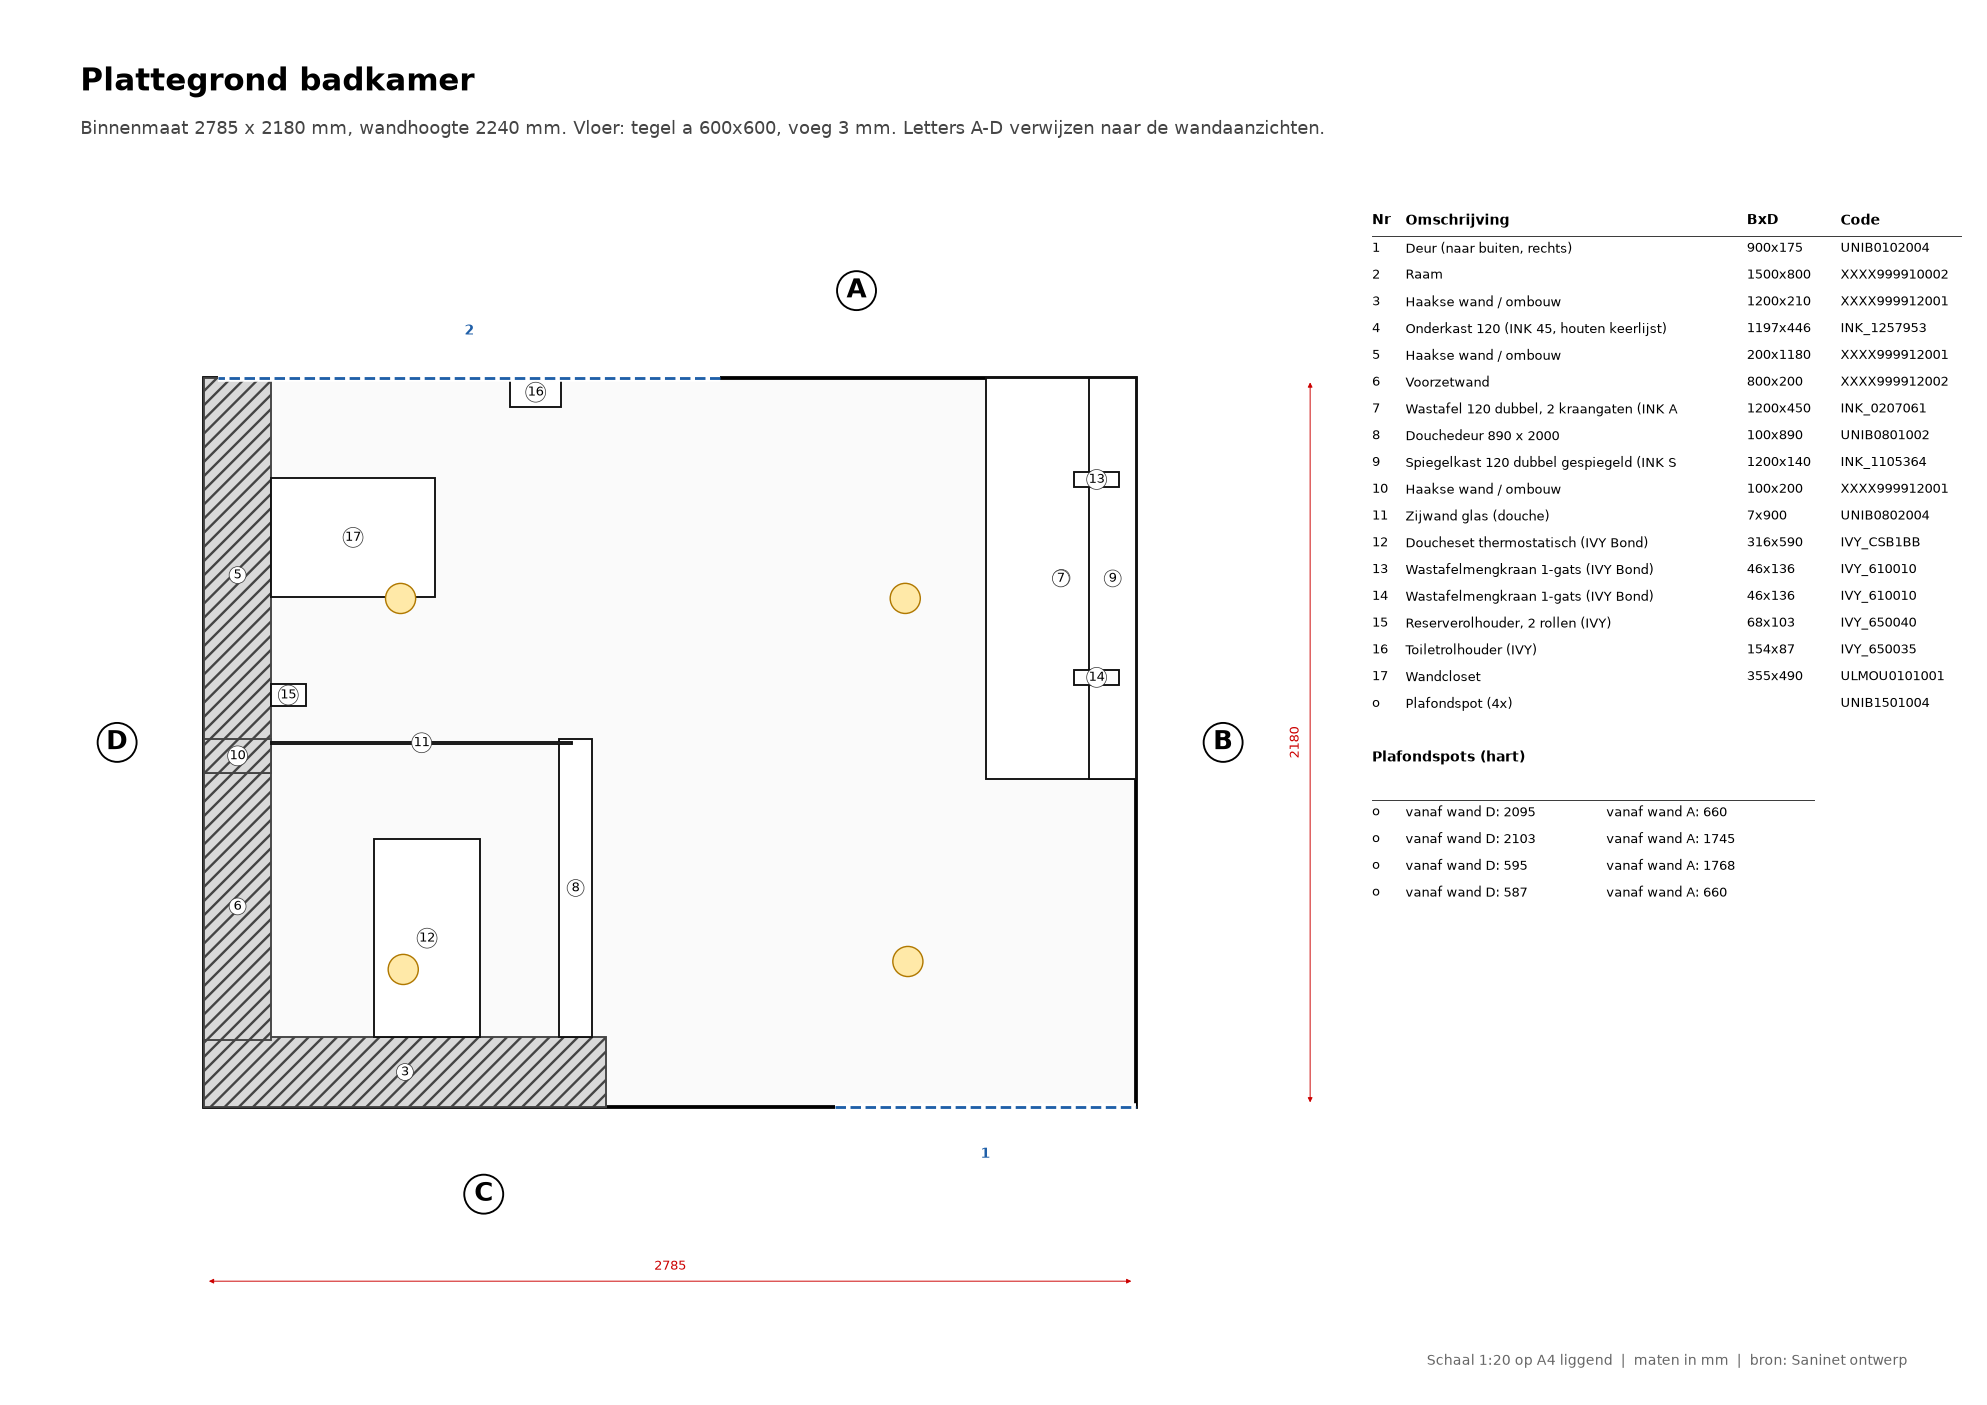 Plattegrond badkamer
Binnenmaat 2785 x 2180 mm, wandhoogte 2240 mm. Vloer: tegel a 600x600, voeg 3 mm. Letters A-D verwijzen naar de wandaanzichten.
A
2
16
17
5
13
7
9
15
14
D
10
11
B
2180
6
8
12
3
1
C
2785
Nr Omschrijving BxD Code
1 Deur (naar buiten, rechts) 900x175 UNIB0102004
2 Raam 1500x800 XXXX999910002
3 Haakse wand / ombouw 1200x210 XXXX999912001
4 Onderkast 120 (INK 45, houten keerlijst) 1197x446 INK_1257953
5 Haakse wand / ombouw 200x1180 XXXX999912001
6 Voorzetwand 800x200 XXXX999912002
7 Wastafel 120 dubbel, 2 kraangaten (INK A 1200x450 INK_0207061
8 Douchedeur 890 x 2000 100x890 UNIB0801002
9 Spiegelkast 120 dubbel gespiegeld (INK S 1200x140 INK_1105364
10 Haakse wand / ombouw 100x200 XXXX999912001
11 Zijwand glas (douche) 7x900 UNIB0802004
12 Doucheset thermostatisch (IVY Bond) 316x590 IVY_CSB1BB
13 Wastafelmengkraan 1-gats (IVY Bond) 46x136 IVY_610010
14 Wastafelmengkraan 1-gats (IVY Bond) 46x136 IVY_610010
15 Reserverolhouder, 2 rollen (IVY) 68x103 IVY_650040
16 Toiletrolhouder (IVY) 154x87 IVY_650035
17 Wandcloset 355x490 ULMOU0101001
o Plafondspot (4x) UNIB1501004
Plafondspots (hart)
o vanaf wand D: 2095 vanaf wand A: 660
o vanaf wand D: 2103 vanaf wand A: 1745
o vanaf wand D: 595 vanaf wand A: 1768
o vanaf wand D: 587 vanaf wand A: 660
Schaal 1:20 op A4 liggend | maten in mm | bron: Saninet ontwerp